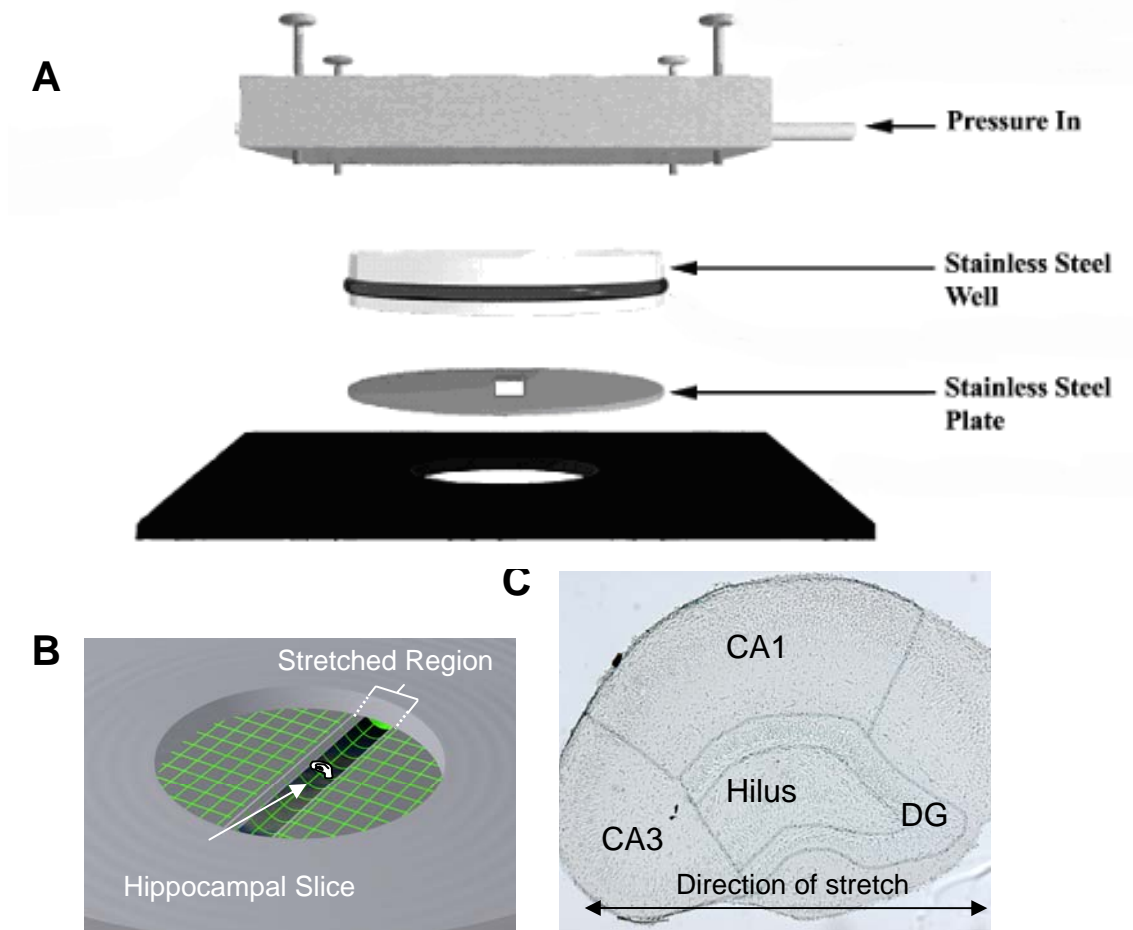 A
Pressure In
Stainless Steel
Well
Stainless Steel
Plate
B
Stretched Region
Hippocampal Slice
C
CA1
Hilus
DG
CA3
Direction of stretch